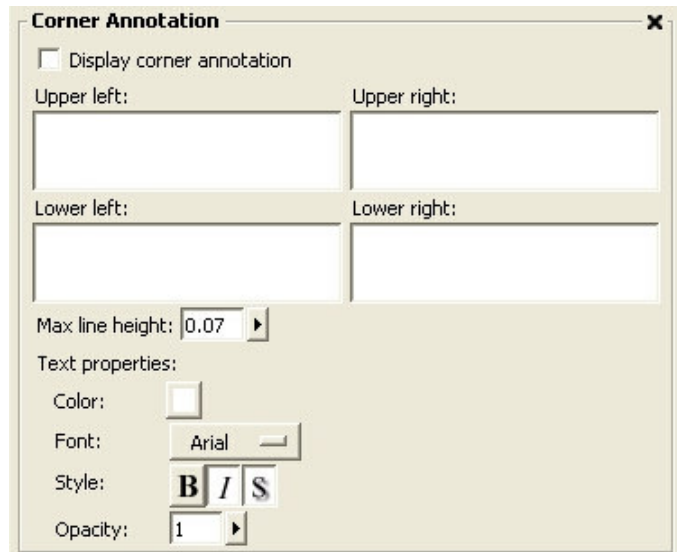 Corner Annotation
Display corner annotation
Upper left: Upper right:
Lower left: Lower right:
Max line height: 0.07
Text properties:
Color:
Font: Arial
Style: B I S
Opacity: 1